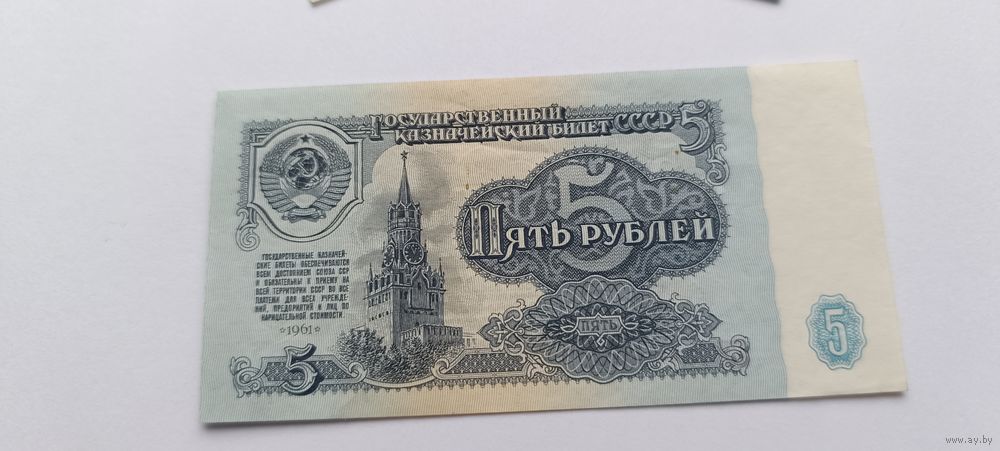 Государственный
казначейский билет СССР
5
5
5
Пять рублей
ГОСУДАРСТВЕННЫЕ КАЗНАЧЕЙ-
СКИЕ БИЛЕТЫ ОБЕСПЕЧИВАЮТСЯ
ВСЕМ ДОСТОЯНИЕМ СОЮЗА ССР
И ОБЯЗАТЕЛЬНЫ К ПРИЕМУ НА
ВСЕЙ ТЕРРИТОРИИ СССР ВО ВСЕ
ПЛАТЕЖИ ДЛЯ ВСЕХ УЧРЕЖДЕ-
НИЙ, ПРЕДПРИЯТИЙ И ЛИЦ ПО
НАРИЦАТЕЛЬНОЙ СТОИМОСТИ.
1961
ПЯТЬ
5
5
www.ay.by